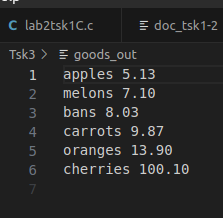 lab2tsk1C.c
doc_tsk1-2
Tsk3 > goods_out
1 apples 5.13
2 melons 7.10
3 bans 8.03
4 carrots 9.87
5 oranges 13.90
6 cherries 100.10
7